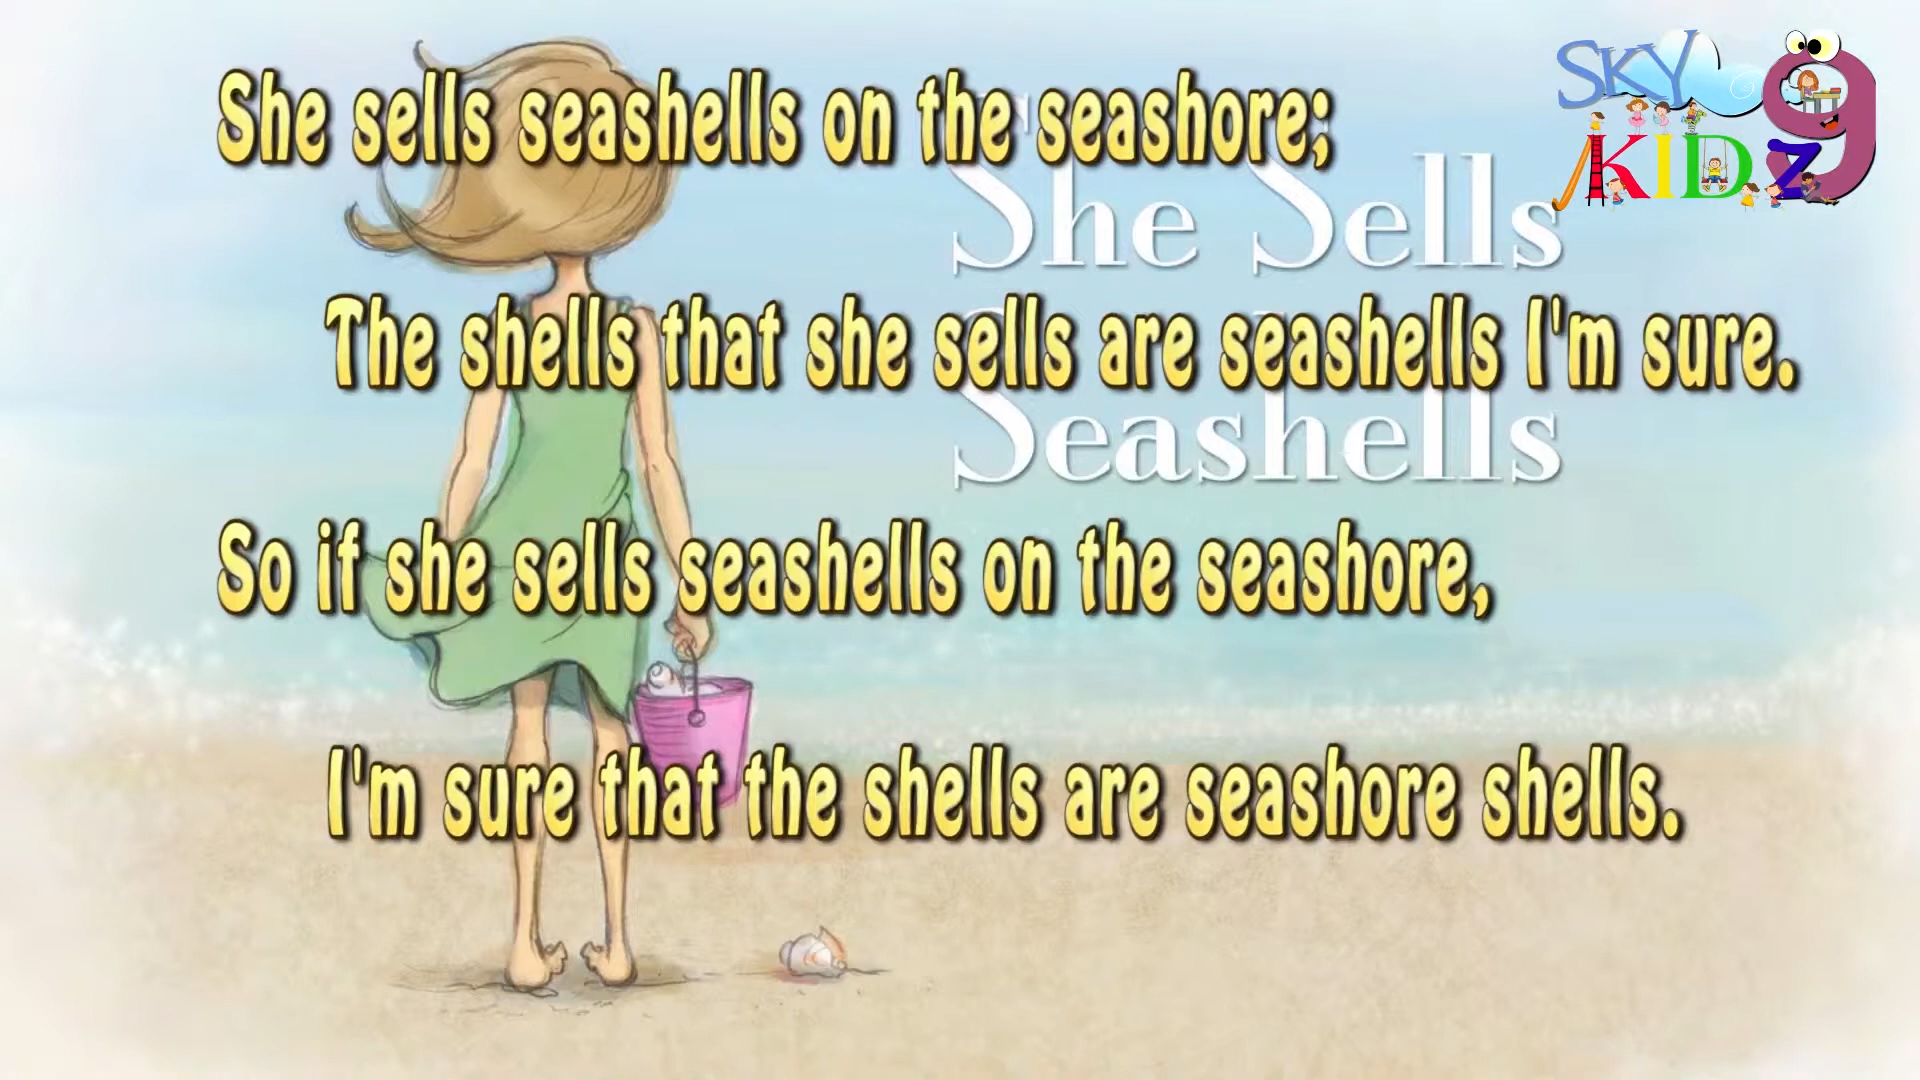 She sells seashells on the seashore;
The shells that she sells are seashells I'm sure.
So if she sells seashells on the seashore,
I'm sure that the shells are seashore shells.
She Sells
Seashells
SKY
KIDZ
9